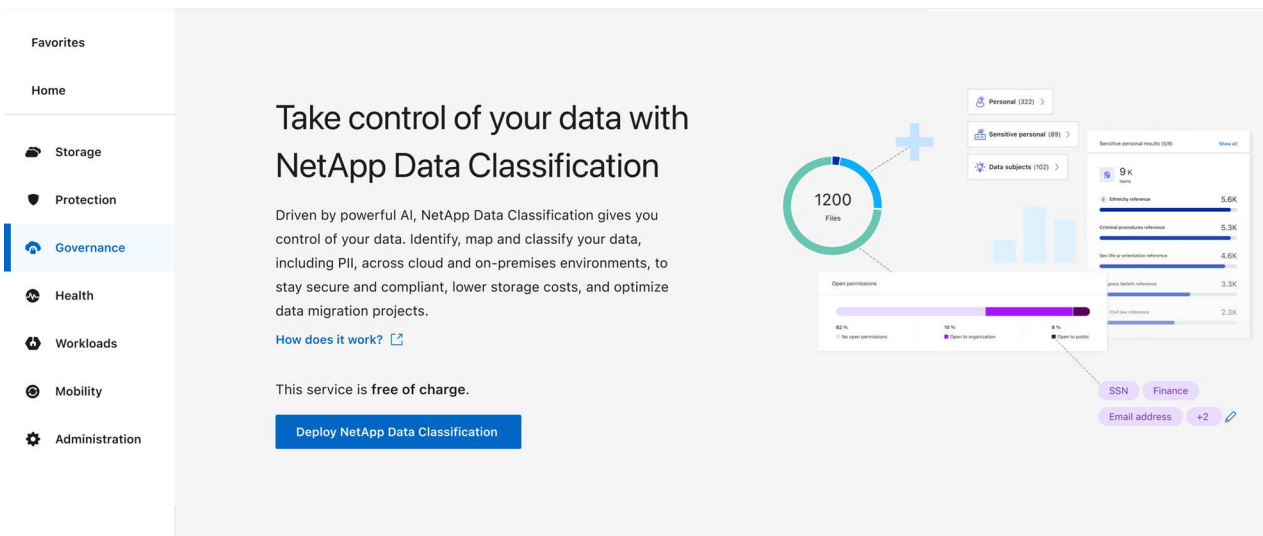 Favorites
Home
Storage
Protection
Governance
Health
Workloads
Mobility
Administration
Take control of your data with
NetApp Data Classification
Driven by powerful AI, NetApp Data Classification gives you
control of your data. Identify, map and classify your data,
including PII, across cloud and on-premises environments, to
stay secure and compliant, lower storage costs, and optimize
data migration projects.
How does it work?
This service is free of charge.
Deploy NetApp Data Classification
1200
Files
Personal (322)
Sensitive personal (89)
Data subjects (102)
Sensitive personal results (5/9) Show all
9 K
Items
Ethnicity reference 5.6K
Criminal procedures reference 5.3K
Sex life or orientation reference 4.6K
beliefs reference 3.3K
Civil law reference 2.3K
Open permissions
82 % 10 % 8 %
No open permissions Open to organization Open to public
SSN Finance
Email address +2